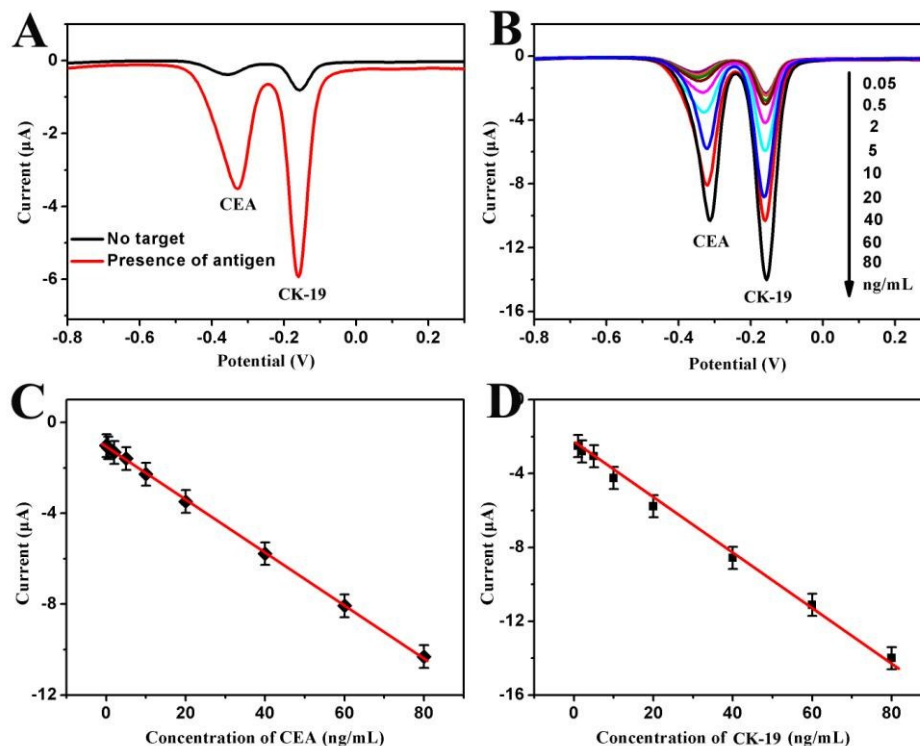 A
0
-2
-4
-6
Current (µA)
CEA
No target
Presence of antigen
CK-19
-0.8
-0.6
-0.4
-0.2
0.0
0.2
Potential (V)
B
0
-4
-8
-12
-16
Current (µA)
CEA
CK-19
0.05
0.5
2
5
10
20
40
60
80
ng/mL
-0.8
-0.6
-0.4
-0.2
0.0
0.2
Potential (V)
C
0
-4
-8
-12
Current (µA)
0
20
40
60
80
Concentration of CEA (ng/mL)
D
0
-4
-8
-12
-16
Current (µA)
0
20
40
60
80
Concentration of CK-19 (ng/mL)